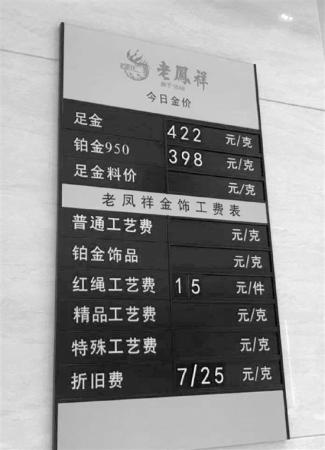 老鳳祥
今日金价
足金 422 元/克
铂金950 398 元/克
足金料价 元/克
老凤祥金饰工费表
普通工艺费 元/克
铂金饰品 元/克
红绳工艺费 15 元/件
精品工艺费 元/克
特殊工艺费 元/克
折旧费 7/25 元/克